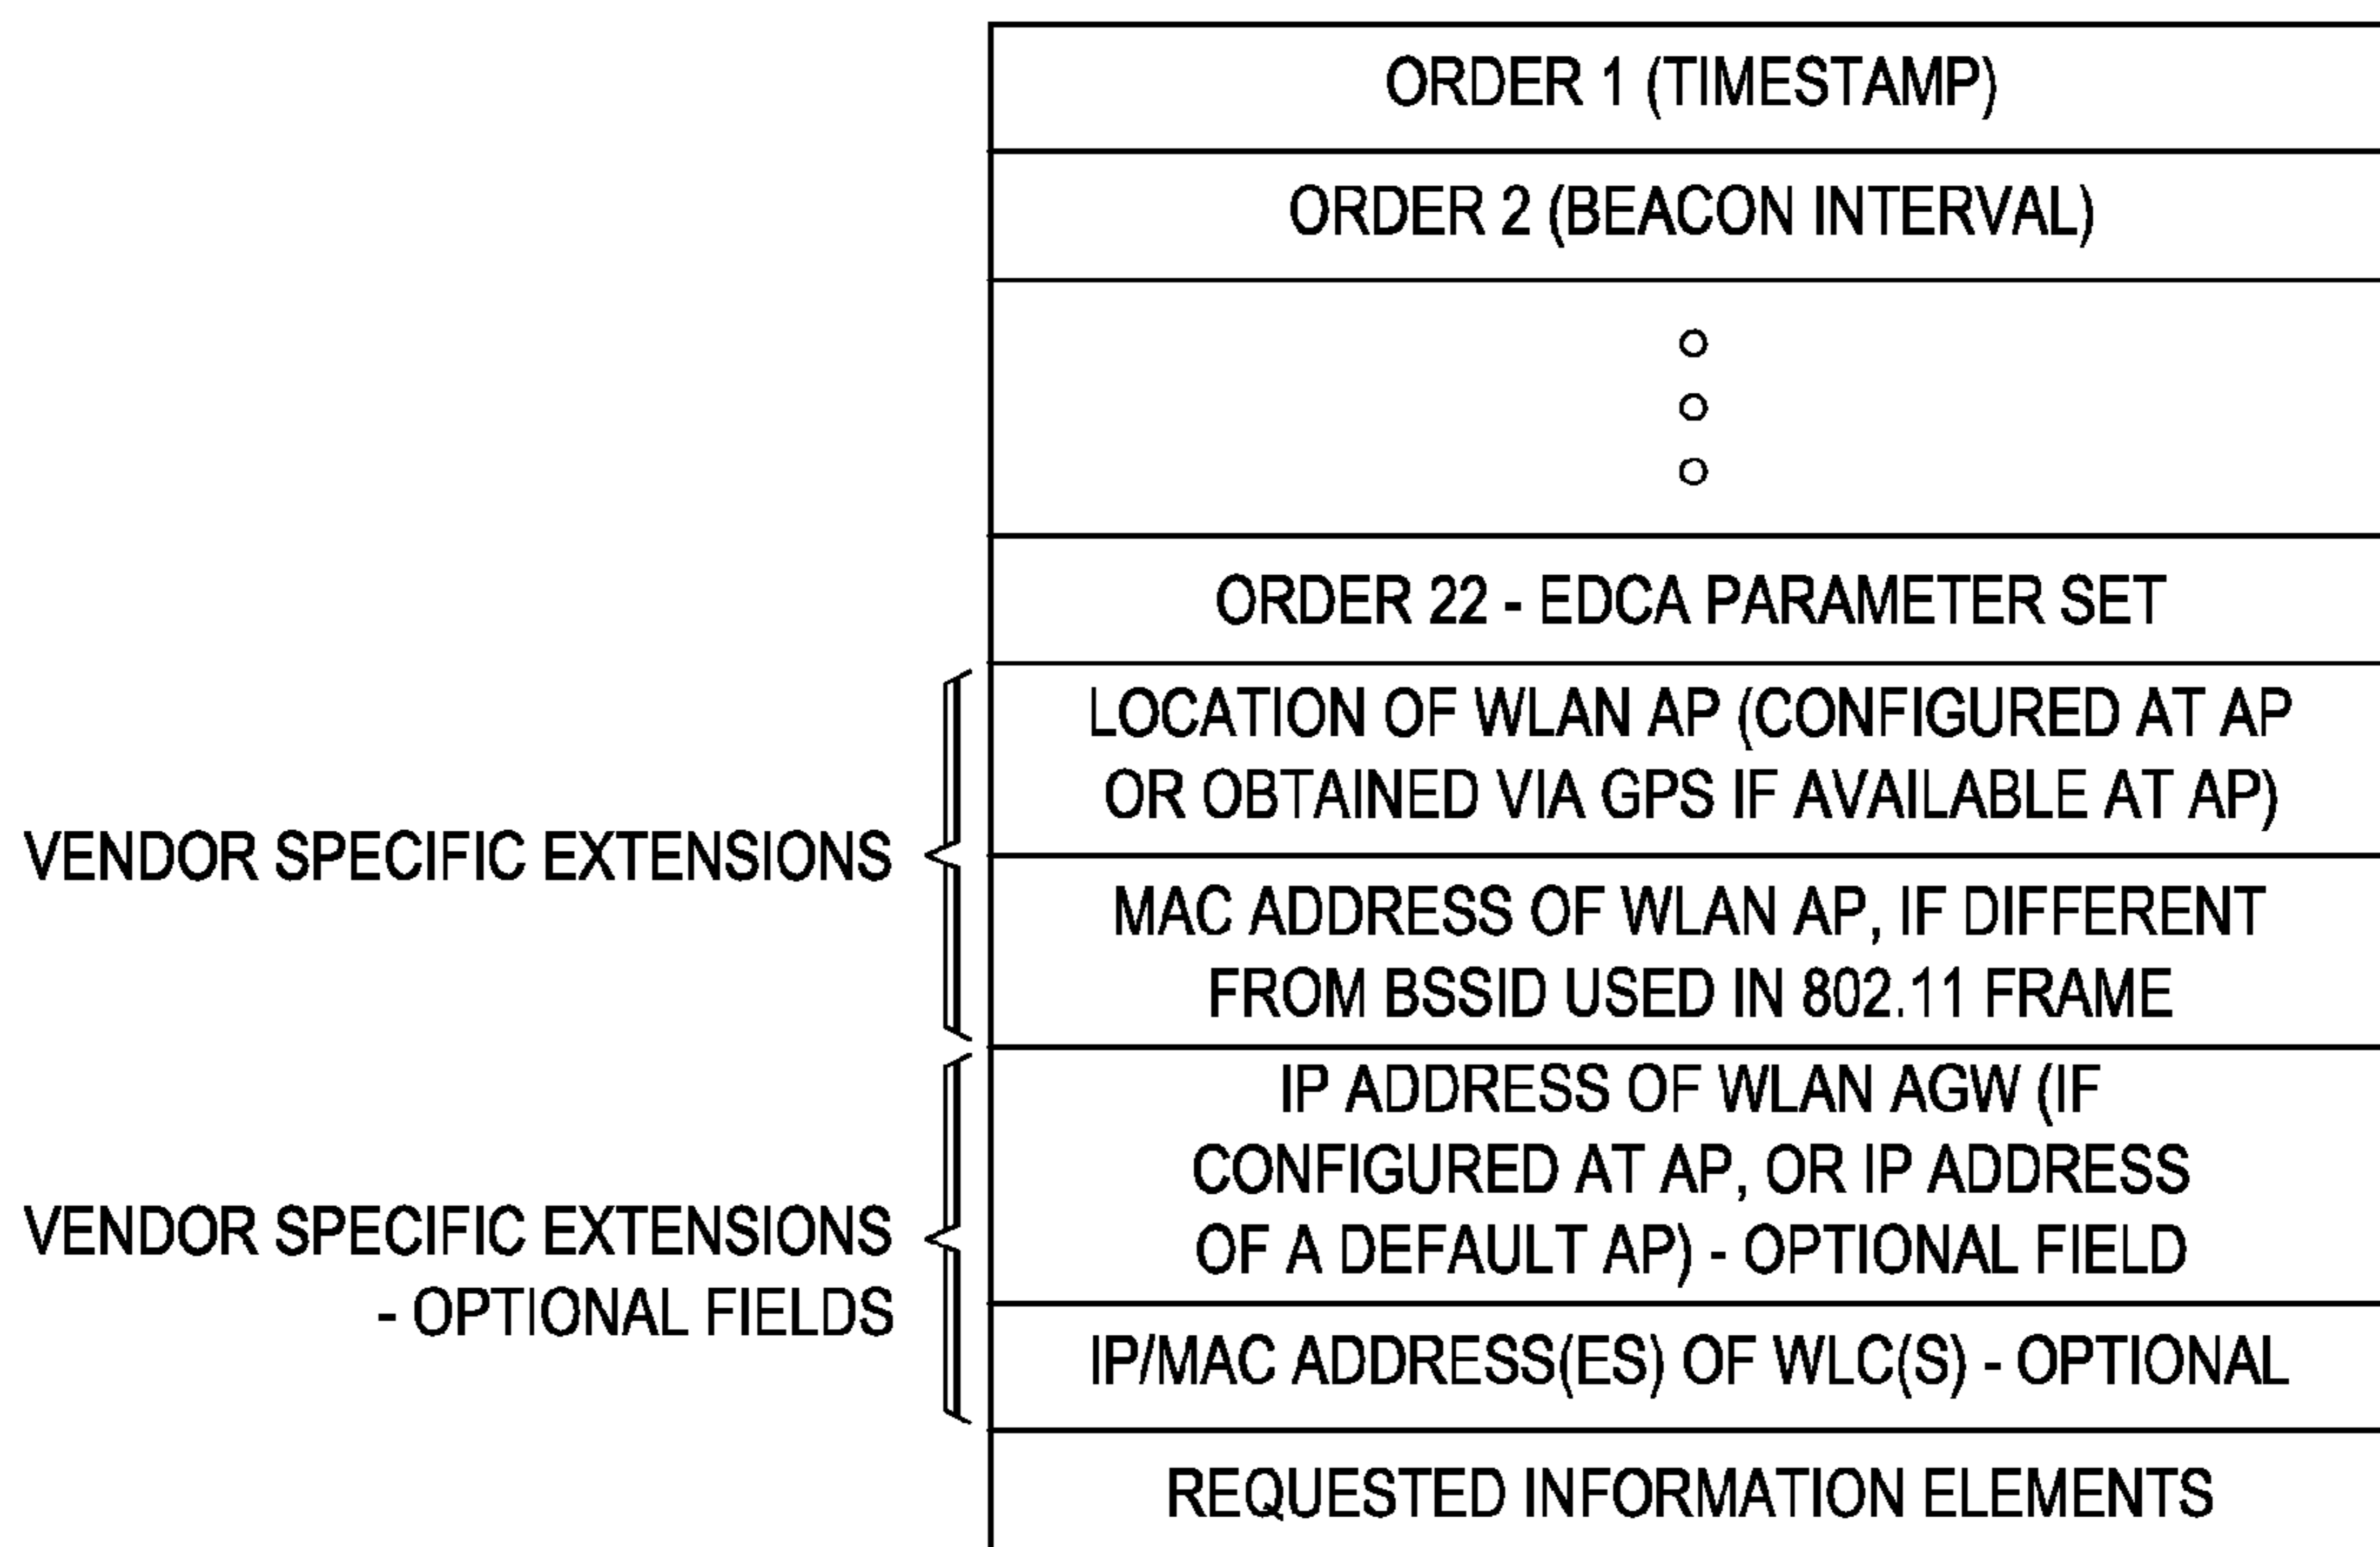 ORDER 1 (TIMESTAMP)
ORDER 2 (BEACON INTERVAL)
ORDER 22 - EDCA PARAMETER SET
VENDOR SPECIFIC EXTENSIONS
LOCATION OF WLAN AP (CONFIGURED AT AP
OR OBTAINED VIA GPS IF AVAILABLE AT AP)
MAC ADDRESS OF WLAN AP, IF DIFFERENT
FROM BSSID USED IN 802.11 FRAME
VENDOR SPECIFIC EXTENSIONS
- OPTIONAL FIELDS
IP ADDRESS OF WLAN AGW (IF
CONFIGURED AT AP, OR IP ADDRESS
OF A DEFAULT AP) - OPTIONAL FIELD
IP/MAC ADDRESS(ES) OF WLC(S) - OPTIONAL
REQUESTED INFORMATION ELEMENTS